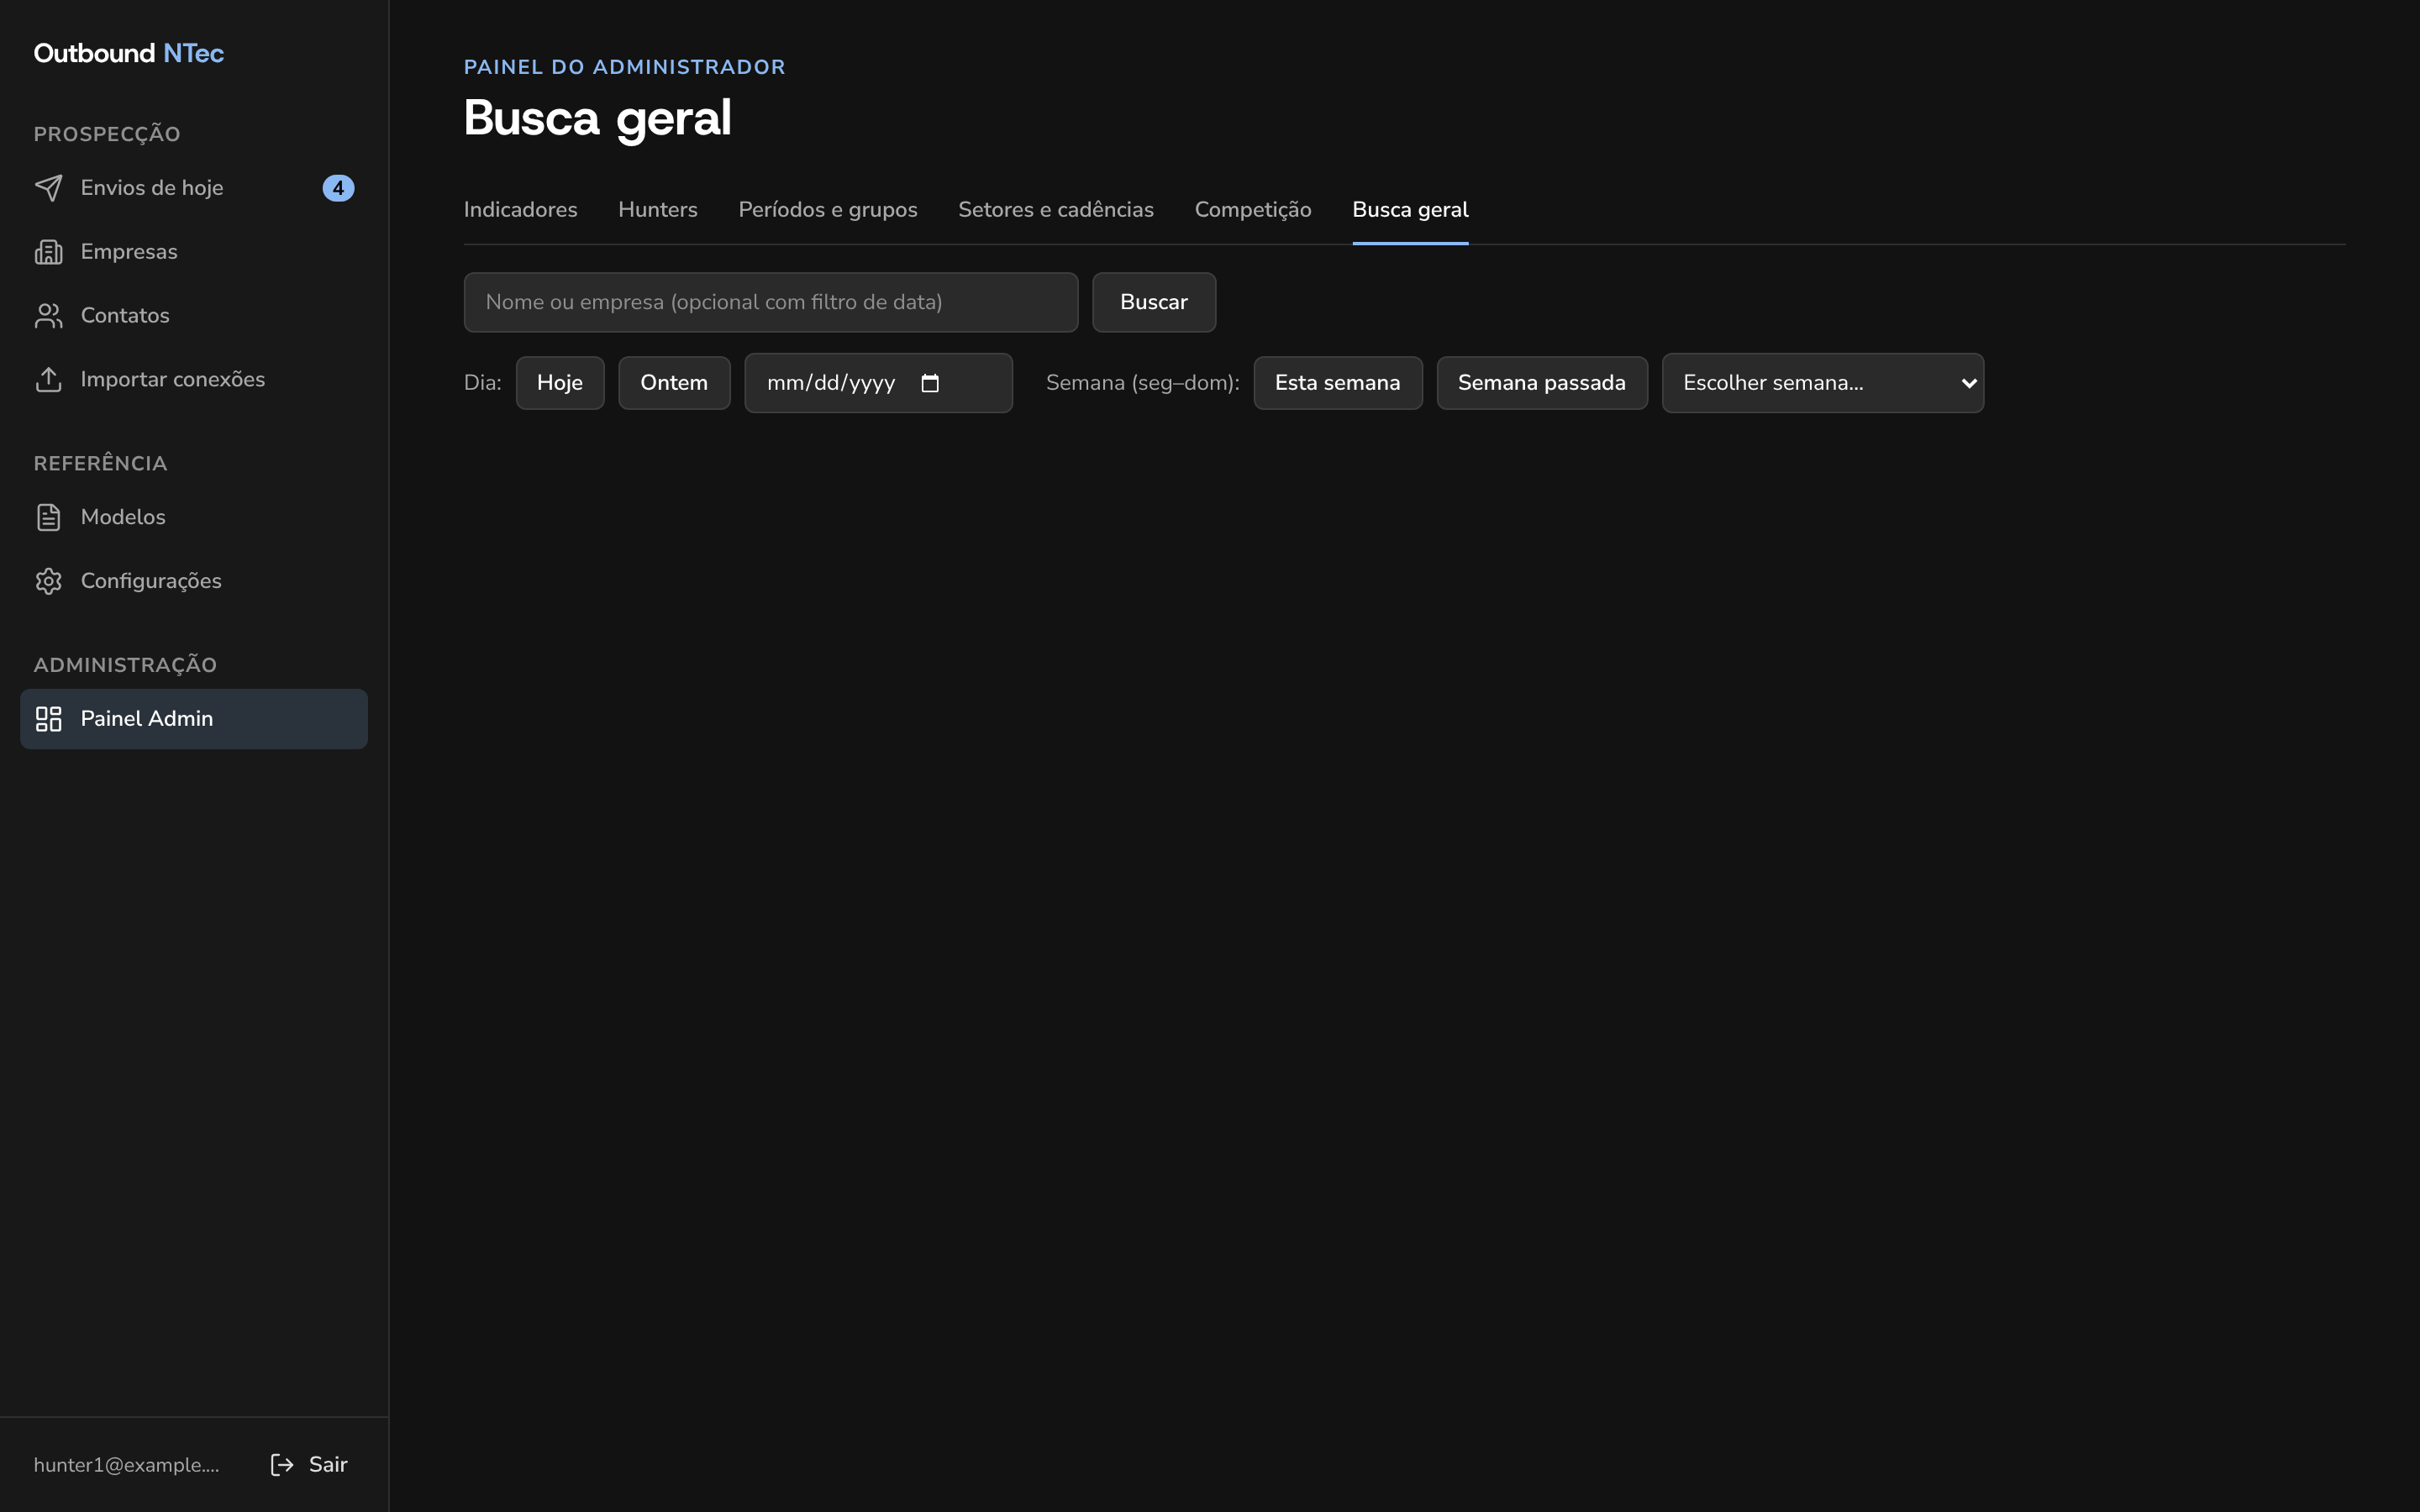 Outbound NTec
PROSPECÇÃO
Envios de hoje 4
Empresas
Contatos
Importar conexões
REFERÊNCIA
Modelos
Configurações
ADMINISTRAÇÃO
Painel Admin
hunter1@example....
Sair
PAINEL DO ADMINISTRADOR
Busca geral
Indicadores Hunters Períodos e grupos Setores e cadências Competição Busca geral
Nome ou empresa (opcional com filtro de data) Buscar
Dia: Hoje Ontem mm/dd/yyyy Semana (seg–dom): Esta semana Semana passada Escolher semana...